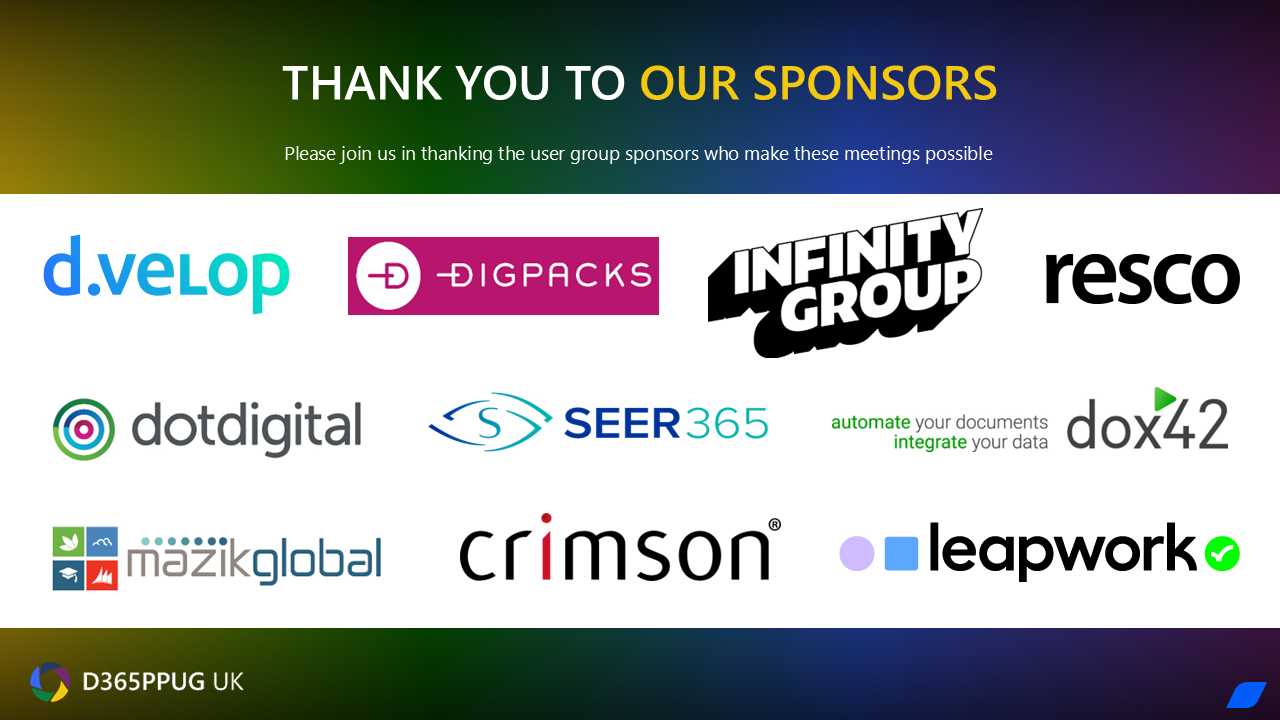 THANK YOU TO OUR SPONSORS
Please join us in thanking the user group sponsors who make these meetings possible
d.velop
D DIGPACKS
INFINITY
GROUP
resco
dotdigital
S SEER365
automate your documents
integrate your data
dox42
mazikglobal
crimson®
leapwork
D365PPUG UK